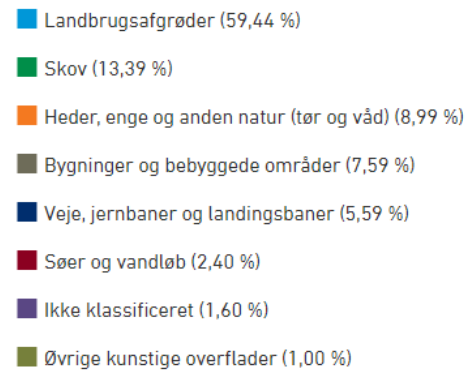 Landbrugsafgrøder (59,44 %)
Skov (13,39 %)
Heder, enge og anden natur (tør og våd) (8,99 %)
Bygninger og bebyggede områder (7,59 %)
Veje, jernbaner og landingsbaner (5,59 %)
Søer og vandløb (2,40 %)
Ikke klassificeret (1,60 %)
Øvrige kunstige overflader (1,00 %)